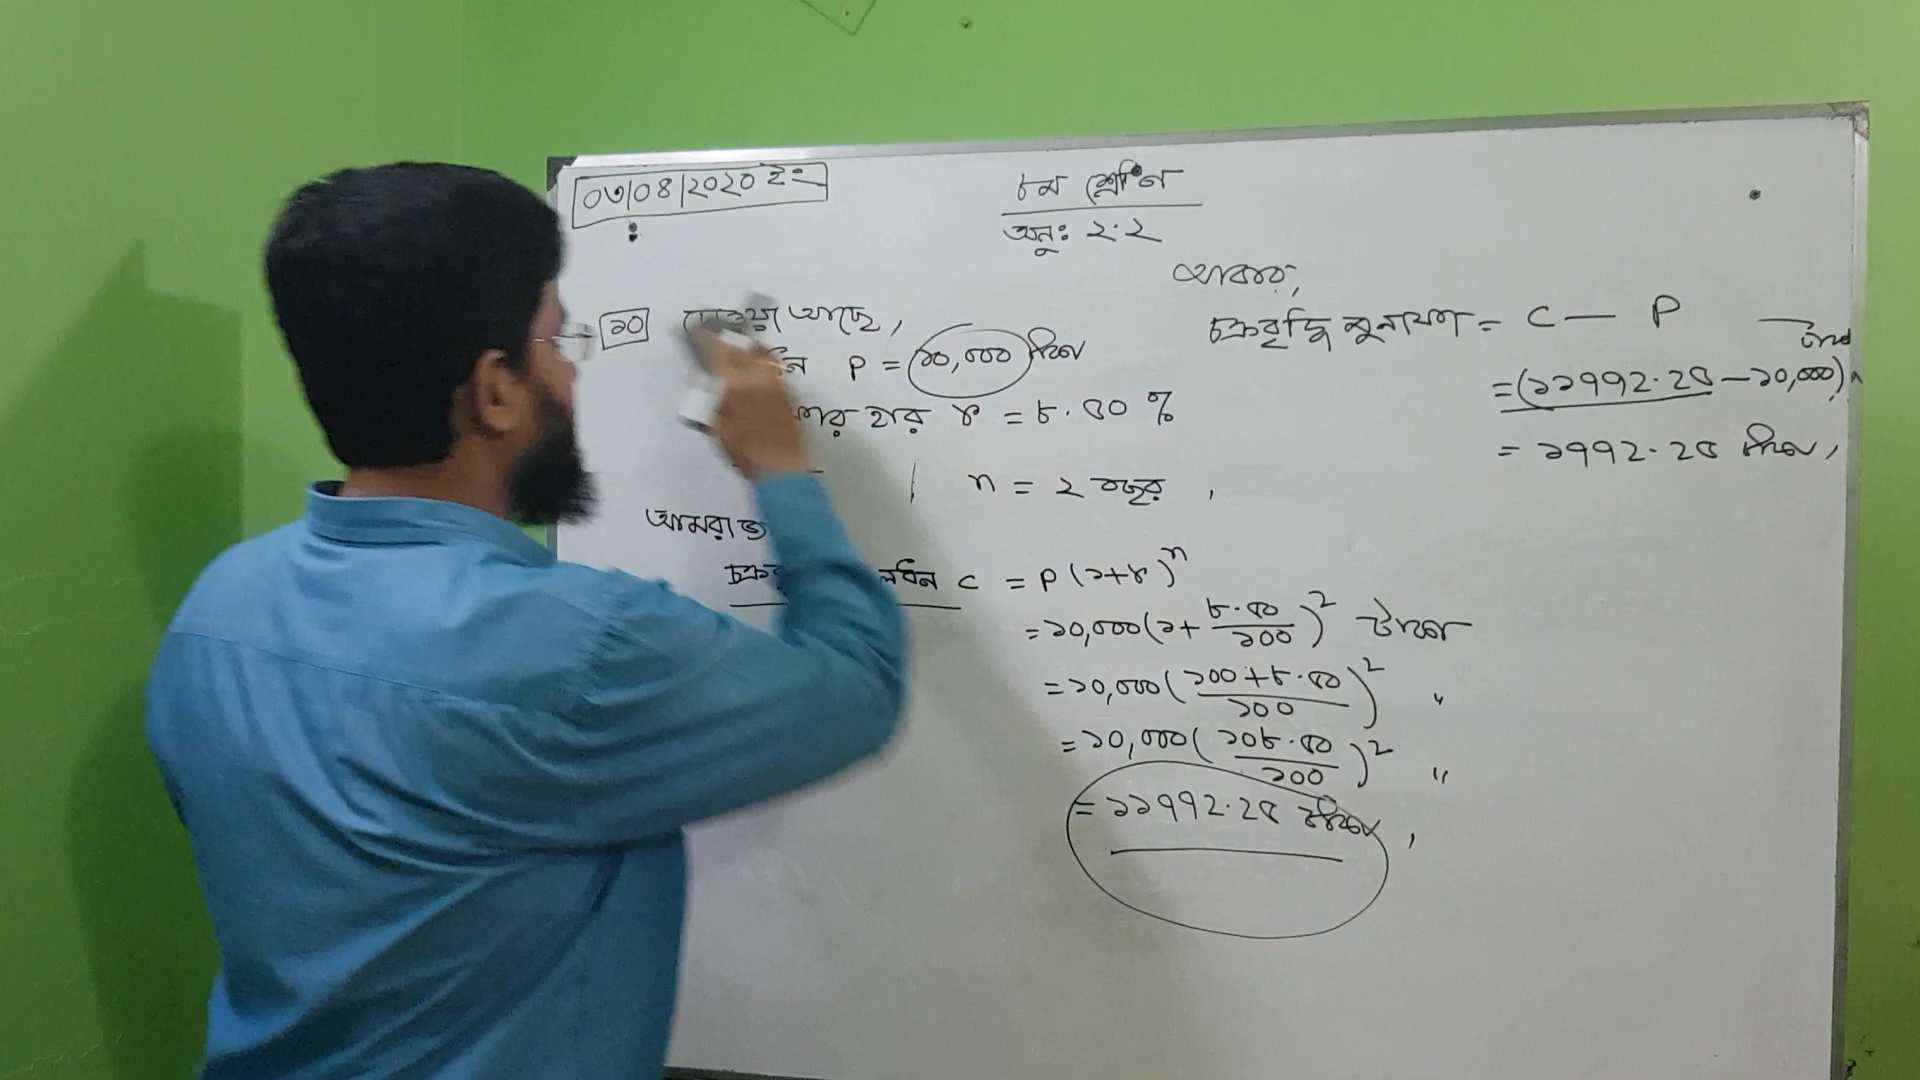 ০৩/০৪/২০২০ ইং
৮ম শ্রেণি
অনু: ২.২
১০ আছে,
P = ১০,০০০ টাকা
হার r = ৮.৫০ %
n = ২ বছর,
আমরা
C = P(১+r)ⁿ
= ১০,০০০(১+ ৮.৫০/১০০)² টাকা
= ১০,০০০( ১০০+৮.৫০/১০০ )² "
= ১০,০০০( ১০৮.৫০/১০০ )² "
= ১১৭৭২.২৫ টাকা,
আবার,
চক্রবৃদ্ধি মুনাফা = C — P
= (১১৭৭২.২৫ — ১০,০০০) টাকা
= ১৭৭২.২৫ টাকা,